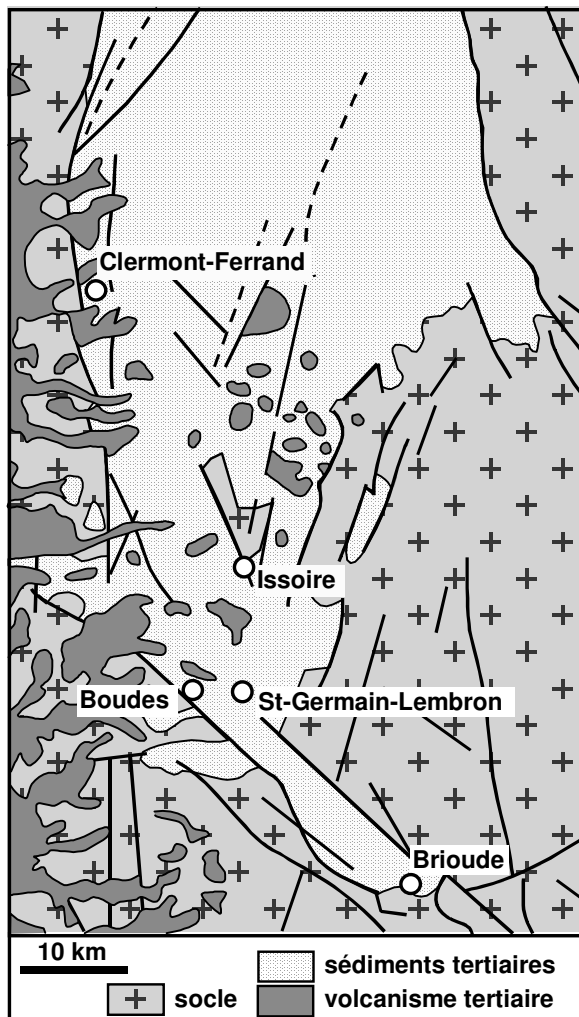 Clermont-Ferrand
Issoire
Boudes
St-Germain-Lembron
Brioude
10 km
sédiments tertiaires
socle
volcanisme tertiaire